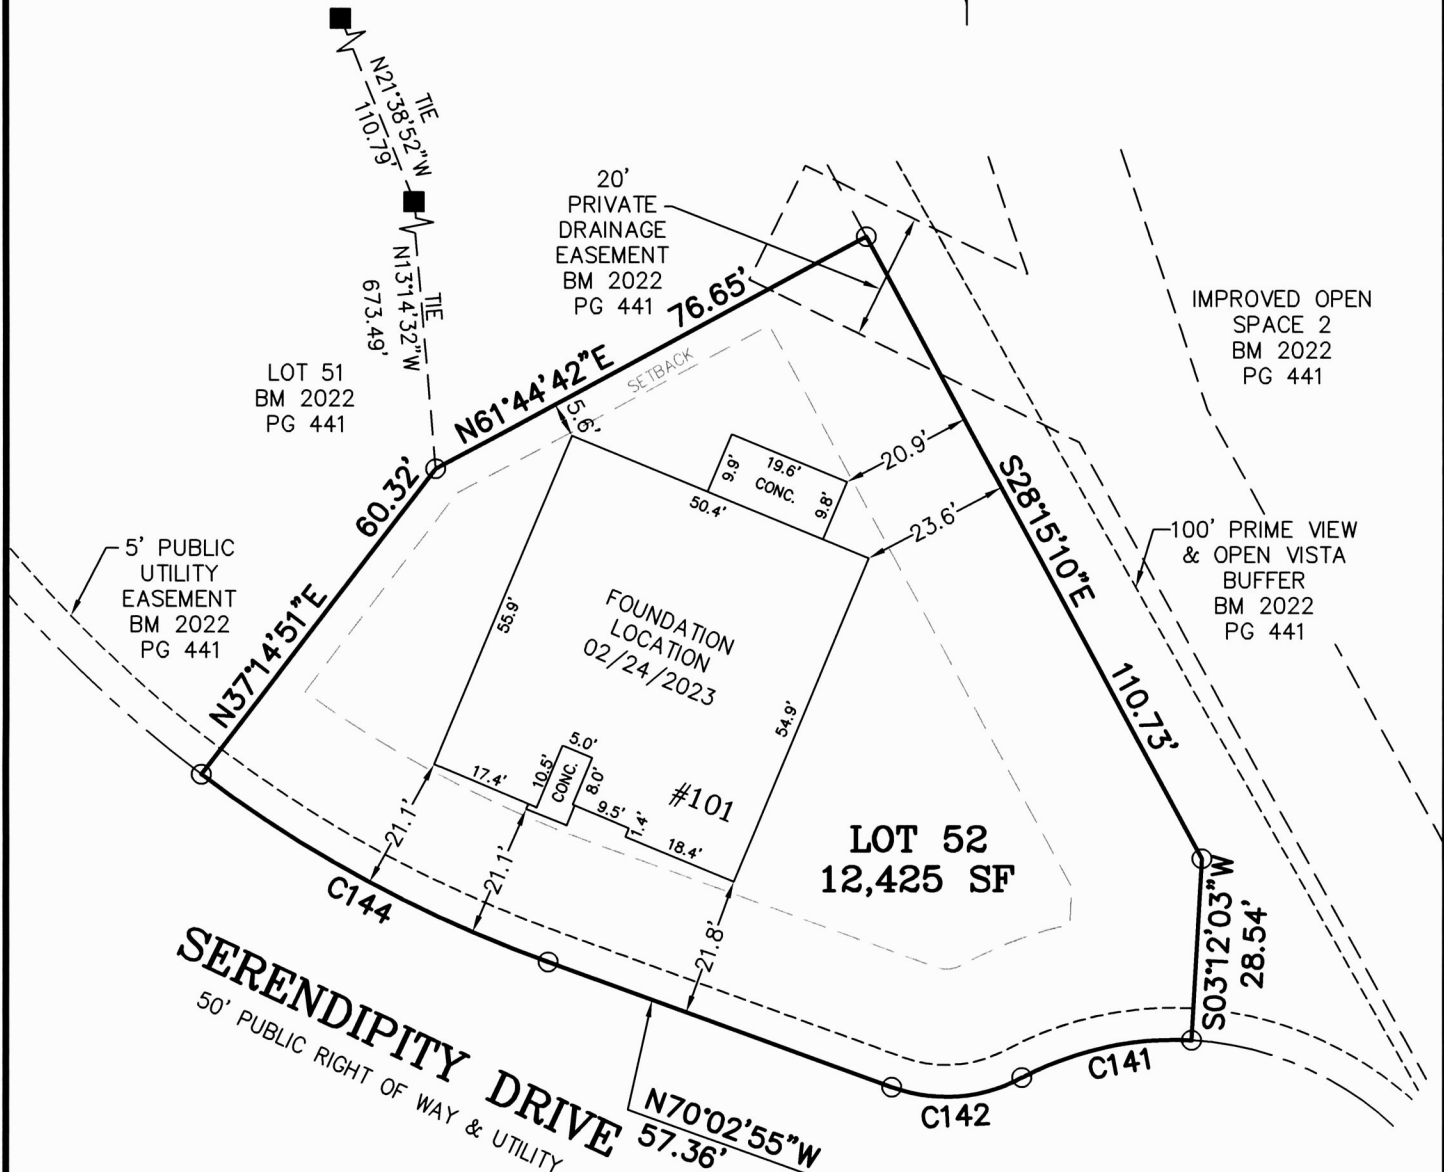 TIE
N21°38'52"W
110.79'
TIE
N13°14'32"W
673.49'
20'
PRIVATE
DRAINAGE
EASEMENT
BM 2022
PG 441
76.65'
N61°44'42"E
SETBACK
5.6'
IMPROVED OPEN
SPACE 2
BM 2022
PG 441
LOT 51
BM 2022
PG 441
60.32'
N37°14'51"E
5' PUBLIC
UTILITY
EASEMENT
BM 2022
PG 441
9.9'
19.6'
CONC.
9.8'
50.4'
20.9'
23.6'
S28°15'10"E
110.73'
100' PRIME VIEW
& OPEN VISTA
BUFFER
BM 2022
PG 441
55.9'
FOUNDATION
LOCATION
02/24/2023
54.9'
5.0'
10.5'
CONC.
8.0'
17.4'
9.5'
1.4'
18.4'
#101
21.1'
21.1'
21.8'
LOT 52
12,425 SF
S03°12'03"W
28.54'
C144
C141
C142
SERENDIPITY DRIVE
50' PUBLIC RIGHT OF WAY & UTILITY
N70°02'55"W
57.36'